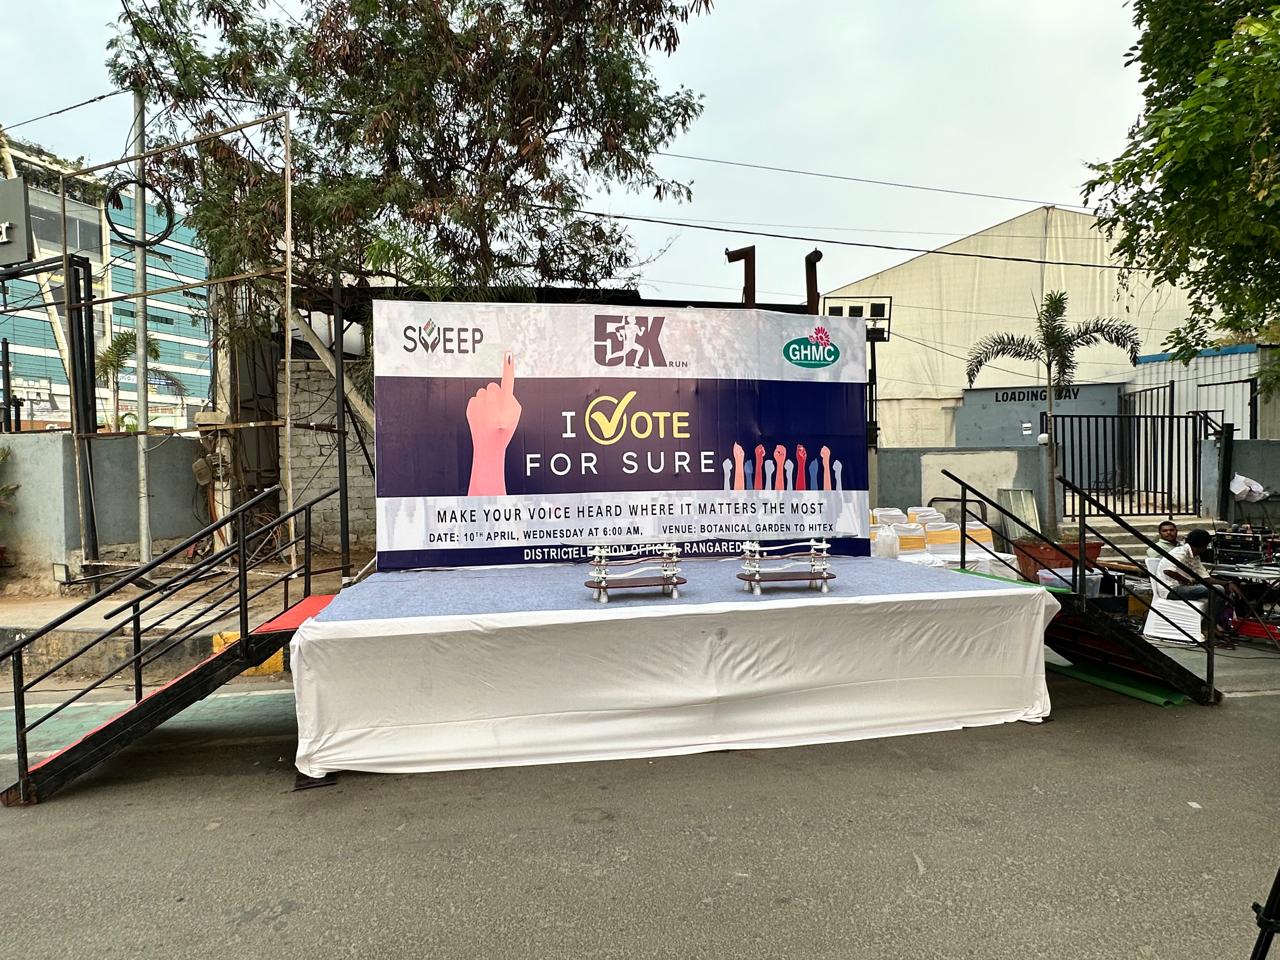 SWEEP
5K
RUN
GHMC
I VOTE
FOR SURE
MAKE YOUR VOICE HEARD WHERE IT MATTERS THE MOST
DATE: 10TH APRIL, WEDNESDAY AT 6:00 AM, VENUE: BOTANICAL GARDEN TO HITEX
LOADING BAY